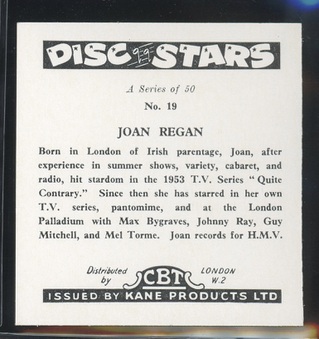 DISC STARS
A Series of 50
No. 19
JOAN REGAN
Born in London of Irish parentage, Joan, after
experience in summer shows, variety, cabaret, and
radio, hit stardom in the 1953 T.V. Series "Quite
Contrary." Since then she has starred in her own
T.V. series, pantomime, and at the London
Palladium with Max Bygraves, Johnny Ray, Guy
Mitchell, and Mel Torme. Joan records for H.M.V.
Distributed by CBT LONDON W.2
ISSUED BY KANE PRODUCTS LTD